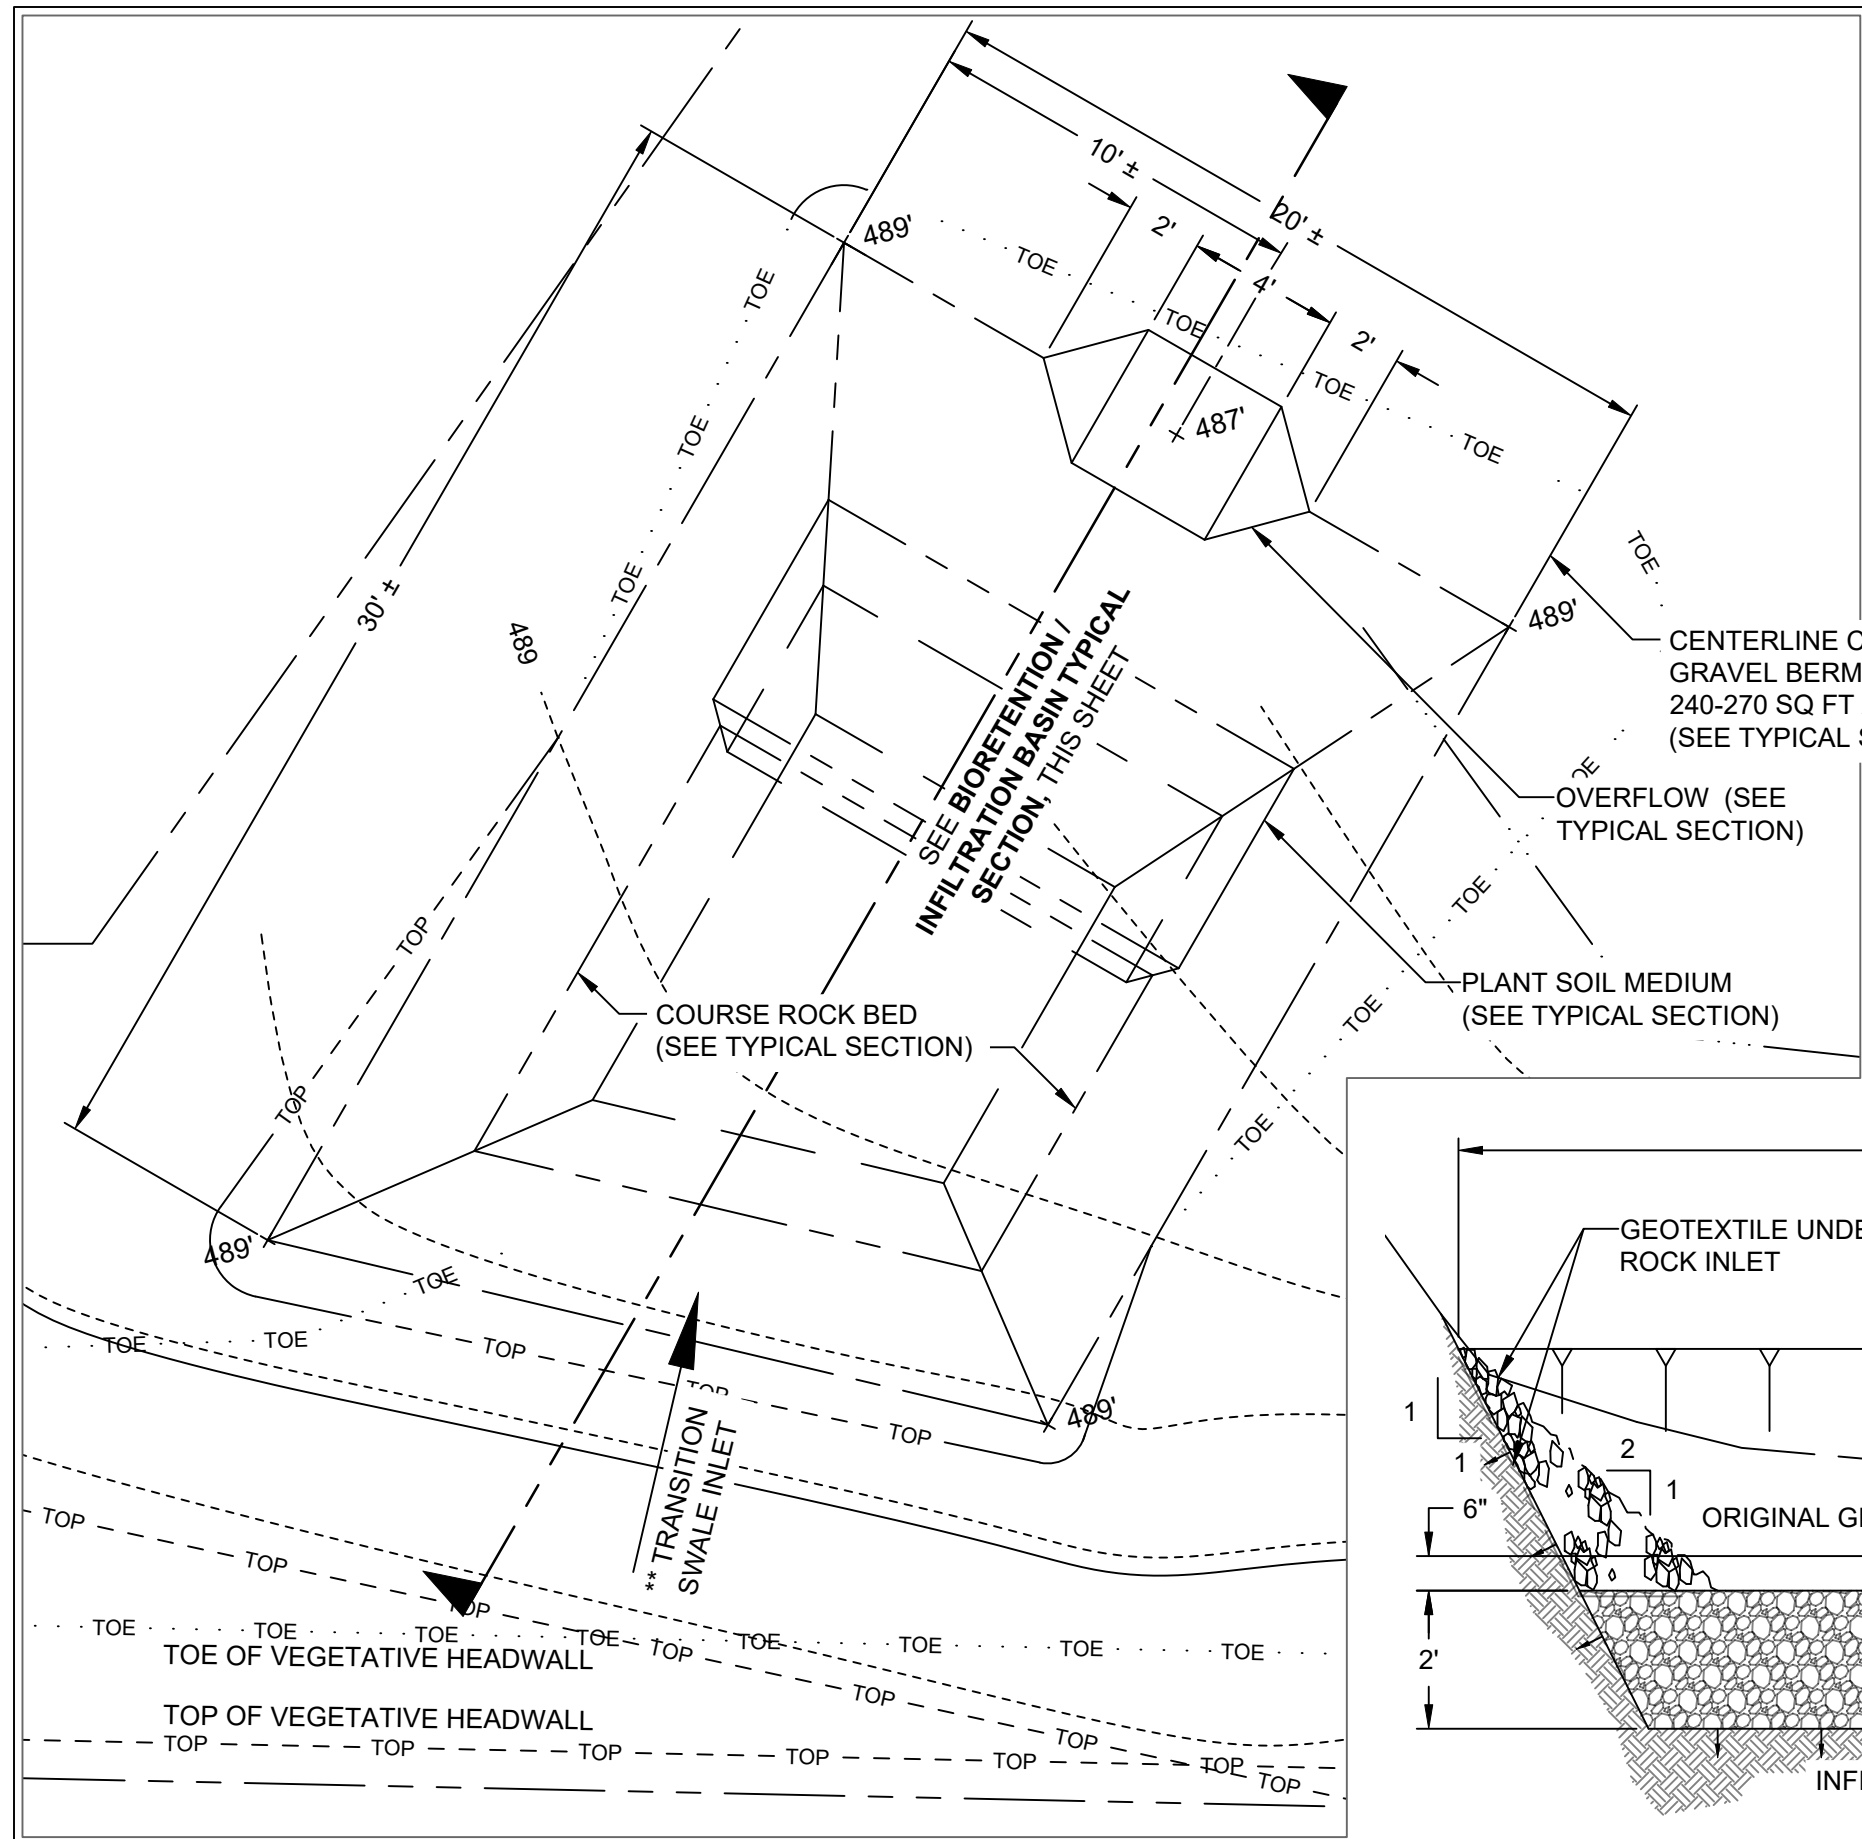 10' ±
20' ±
2'
4'
2'
489'
TOE
TOE
TOE
TOE
TOE
TOE
487'
TOE
TOE
30' ±
TOE
489
489'
TOE
SEE BIORETENTION /
INFILTRATION BASIN TYPICAL
SECTION, THIS SHEET
CENTERLINE
GRAVEL BERM
240-270 SQ FT
(SEE TYPICAL
OVERFLOW (SEE
TYPICAL SECTION)
TOE
TOP
PLANT SOIL MEDIUM
(SEE TYPICAL SECTION)
COURSE ROCK BED
(SEE TYPICAL SECTION)
TOE
TOP
TOE
489'
TOE
TOE
TOE
TOP
TOP
489'
TOP
** TRANSITION
SWALE INLET
GEOTEXTILE
ROCK INLET
1
1
2
1
6"
ORIGINAL
2'
TOP
TOP
TOP
TOE
TOE
TOE
TOE
TOE
TOE
TOE
TOE
TOE OF VEGETATIVE HEADWALL
TOP
TOP
TOP OF VEGETATIVE HEADWALL
TOP
TOP
TOP
TOP
TOP
TOP
TOP
TOP